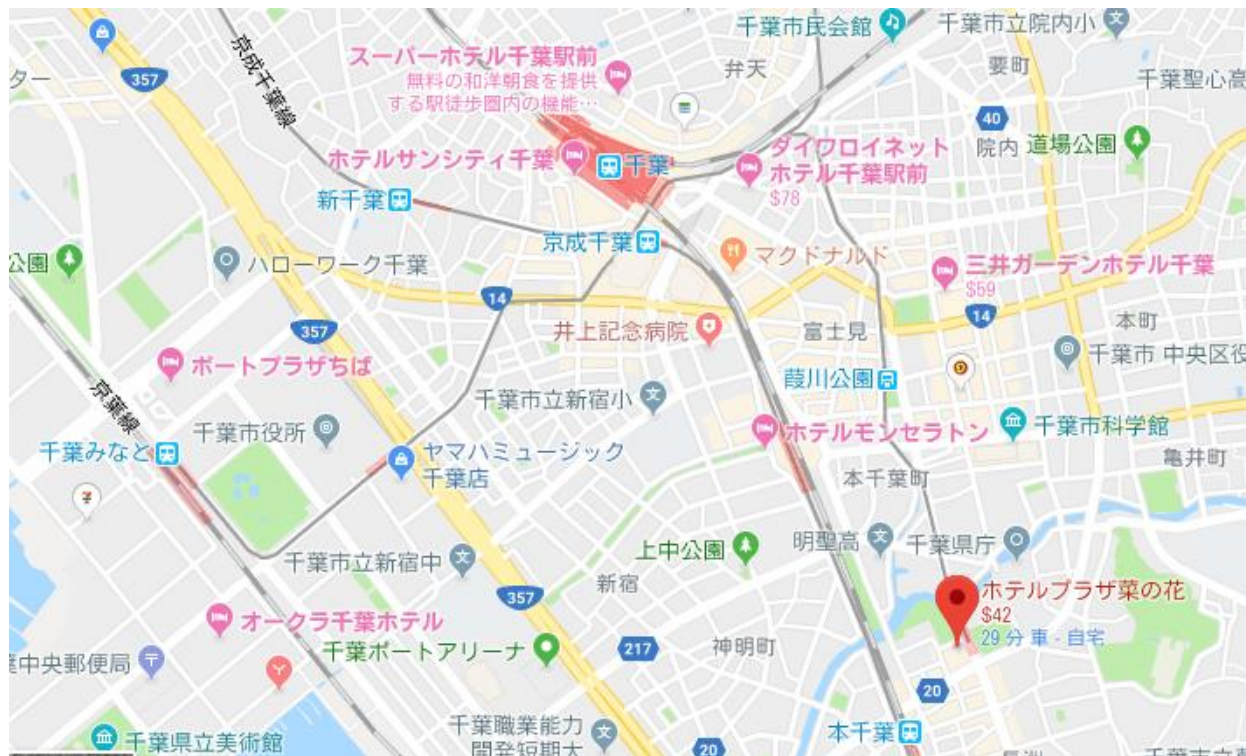 千葉市民会館
千葉市立院内小
京成千葉線
スーパーホテル千葉駅前
無料の和洋朝食を提供
する駅徒歩圏内の機能…
弁天
要町
ター
357
千葉聖心高
40
院内
道場公園
ホテルサンシティ千葉
千葉
ダイワロイネット
ホテル千葉駅前
$78
新千葉
京成千葉
マクドナルド
公園
ハローワーク千葉
三井ガーデンホテル千葉
$59
14
14
357
井上記念病院
富士見
本町
千葉市 中央区役
ポートプラザちば
葭川公園
京葉線
千葉市立新宿小
千葉市役所
ホテルモンセラトン
千葉市科学館
千葉みなと
ヤマハミュージック
千葉店
亀井町
本千葉町
千葉市立新宿中
上中公園
明聖高
千葉県庁
新宿
357
ホテルプラザ菜の花
$42
29 分 車 - 自宅
オークラ千葉ホテル
千葉ポートアリーナ
217
神明町
葉中央郵便局
20
本千葉
千葉県立美術館
千葉職業能力
開発短期大
20